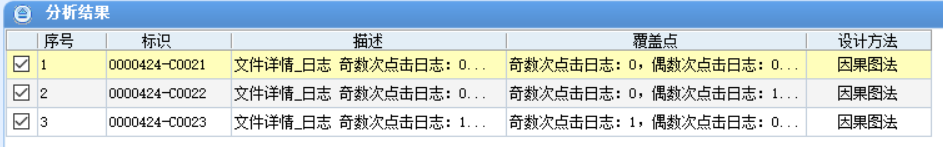 分析结果
序号 标识 描述 覆盖点 设计方法
1 0000424-C0021 文件详情_日志 奇数次点击日志：0... 奇数次点击日志：0，偶数次点击日志：0... 因果图法
2 0000424-C0022 文件详情_日志 奇数次点击日志：0... 奇数次点击日志：0，偶数次点击日志：1... 因果图法
3 0000424-C0023 文件详情_日志 奇数次点击日志：1... 奇数次点击日志：1，偶数次点击日志：0... 因果图法